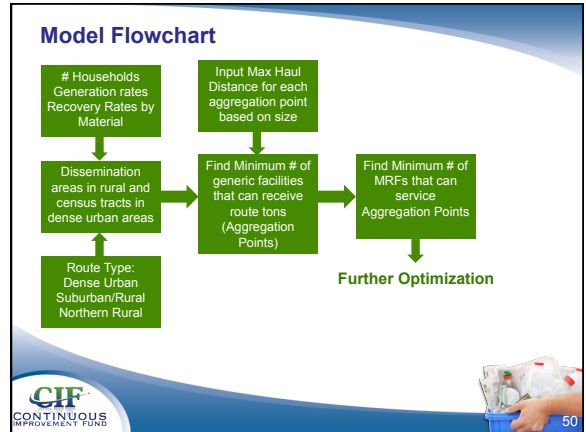 Model Flowchart
# Households
Generation rates
Recovery Rates by
Material
Input Max Haul
Distance for each
aggregation point
based on size
Dissemination
areas in rural and
census tracts in
dense urban areas
Find Minimum # of
generic facilities
that can receive
route tons
(Aggregation
Points)
Find Minimum # of
MRFs that can
service
Aggregation Points
Route Type:
Dense Urban
Suburban/Rural
Northern Rural
Further Optimization
CIF
CONTINUOUS
IMPROVEMENT FUND
50